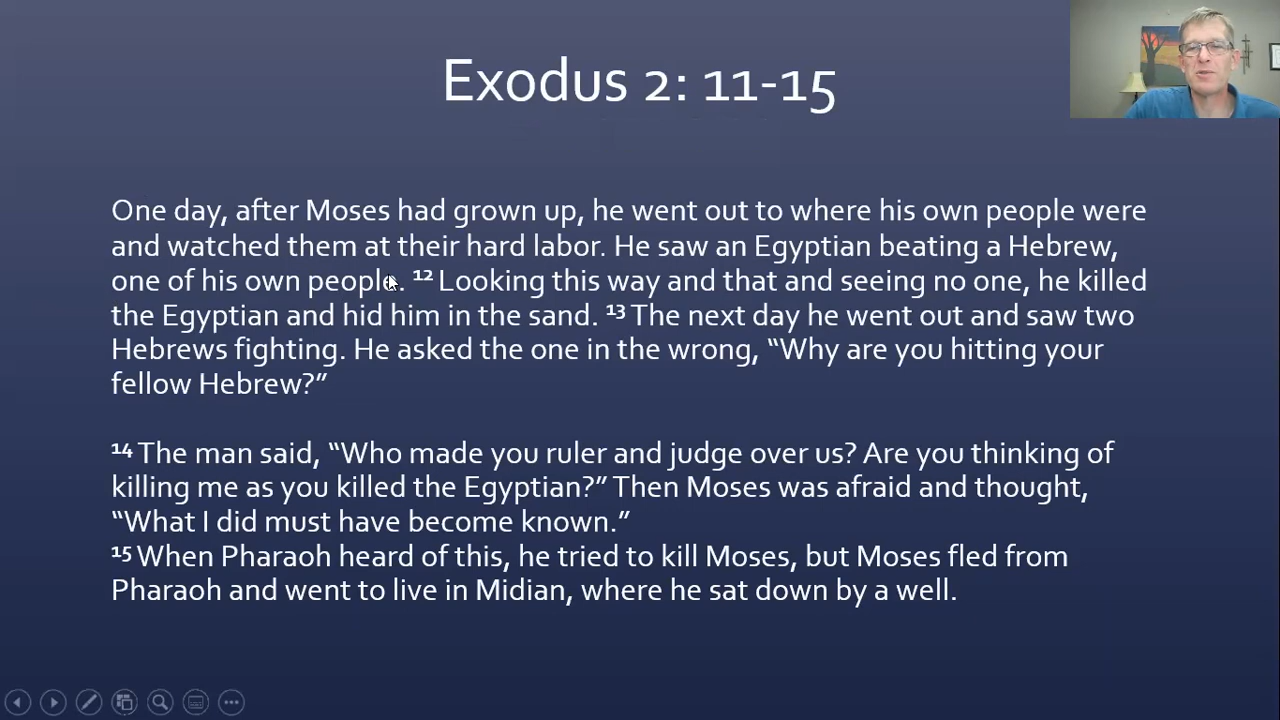 Exodus 2: 11-15
One day, after Moses had grown up, he went out to where his own people were
and watched them at their hard labor. He saw an Egyptian beating a Hebrew,
one of his own people. 12 Looking this way and that and seeing no one, he killed
the Egyptian and hid him in the sand. 13 The next day he went out and saw two
Hebrews fighting. He asked the one in the wrong, “Why are you hitting your
fellow Hebrew?”
14 The man said, “Who made you ruler and judge over us? Are you thinking of
killing me as you killed the Egyptian?” Then Moses was afraid and thought,
“What I did must have become known.”
15 When Pharaoh heard of this, he tried to kill Moses, but Moses fled from
Pharaoh and went to live in Midian, where he sat down by a well.